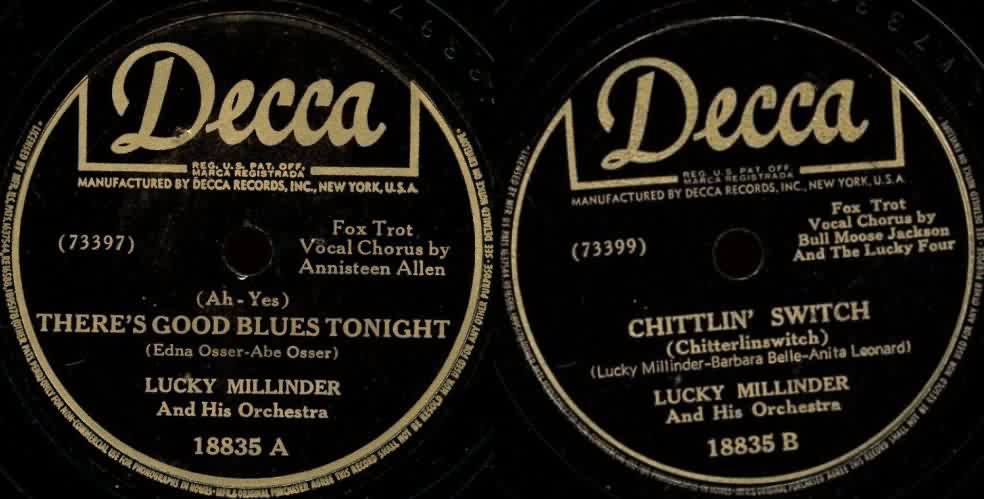 Decca
REG. U.S. PAT. OFF.
MARCA REGISTRADA
MANUFACTURED BY DECCA RECORDS, INC., NEW YORK, U.S.A.
(73397)
Fox Trot
Vocal Chorus by
Annisteen Allen
(Ah-Yes)
THERE'S GOOD BLUES TONIGHT
(Edna Osser-Abe Osser)
LUCKY MILLINDER
And His Orchestra
18835 A
Decca
REG. U.S. PAT. OFF.
MARCA REGISTRADA
MANUFACTURED BY DECCA RECORDS, INC., NEW YORK, U.S.A.
(73399)
Fox Trot
Vocal Chorus by
Bull Moose Jackson
And The Lucky Four
CHITTLIN' SWITCH
(Chitterlinswitch)
(Lucky Millinder-Barbara Belle-Anita Leonard)
LUCKY MILLINDER
And His Orchestra
18835 B